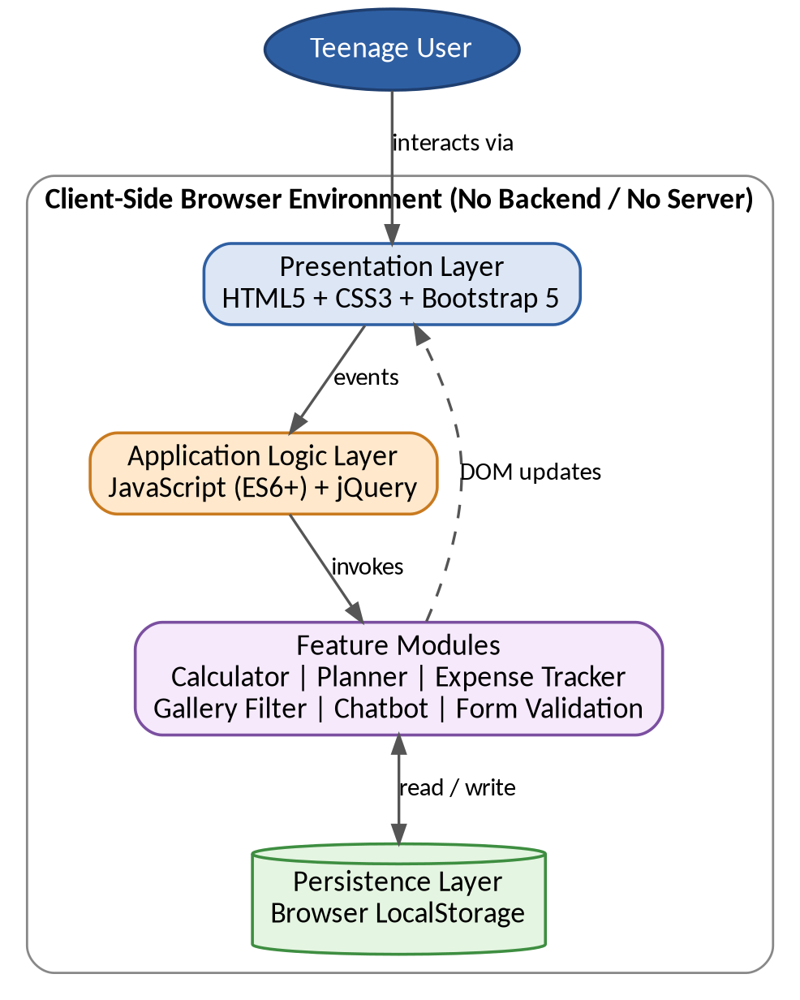 Teenage User
interacts via
Client-Side Browser Environment (No Backend / No Server)
Presentation Layer
HTML5 + CSS3 + Bootstrap 5
events
Application Logic Layer
JavaScript (ES6+) + jQuery
DOM updates
invokes
Feature Modules
Calculator | Planner | Expense Tracker
Gallery Filter | Chatbot | Form Validation
read / write
Persistence Layer
Browser LocalStorage